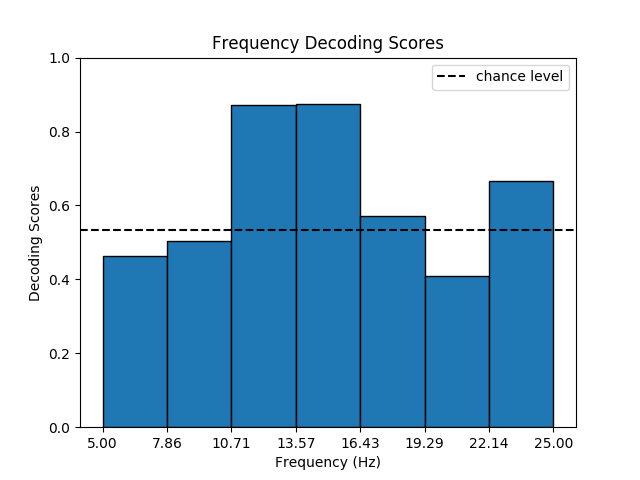 Frequency Decoding Scores
chance level
1.0
0.8
0.6
0.4
0.2
0.0
Decoding Scores
5.00 7.86 10.71 13.57 16.43 19.29 22.14 25.00
Frequency (Hz)